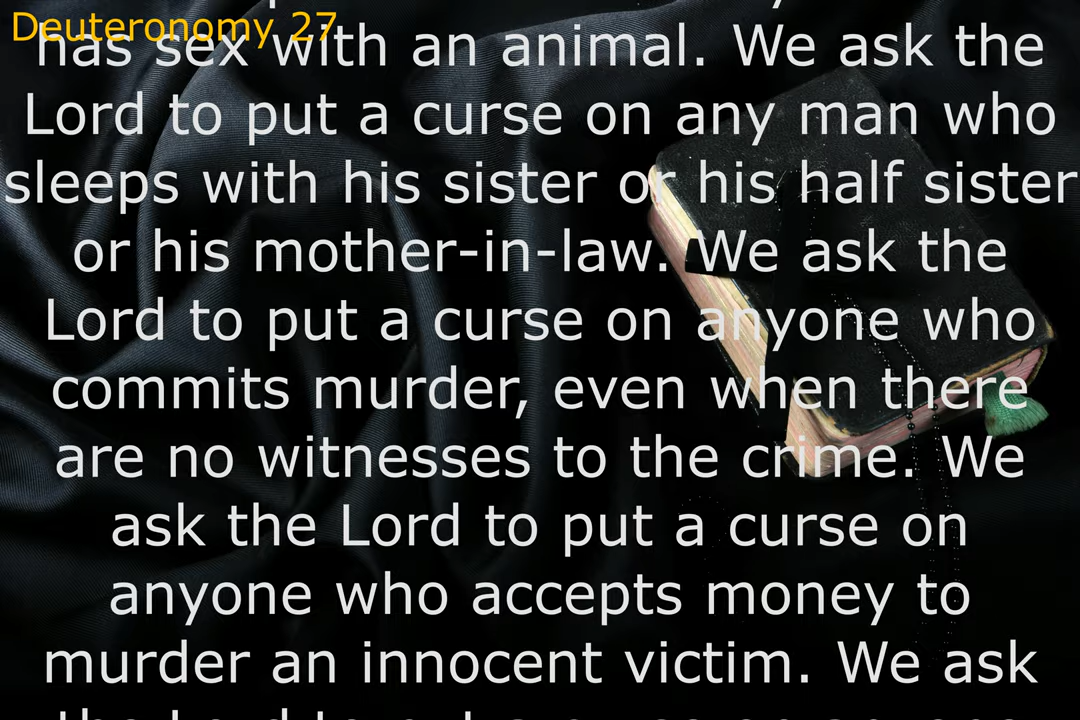 Deuteronomy 27
has sex with an animal. We ask the
Lord to put a curse on any man who
sleeps with his sister or his half sister
or his mother-in-law. We ask the
Lord to put a curse on anyone who
commits murder, even when there
are no witnesses to the crime. We
ask the Lord to put a curse on
anyone who accepts money to
murder an innocent victim. We ask